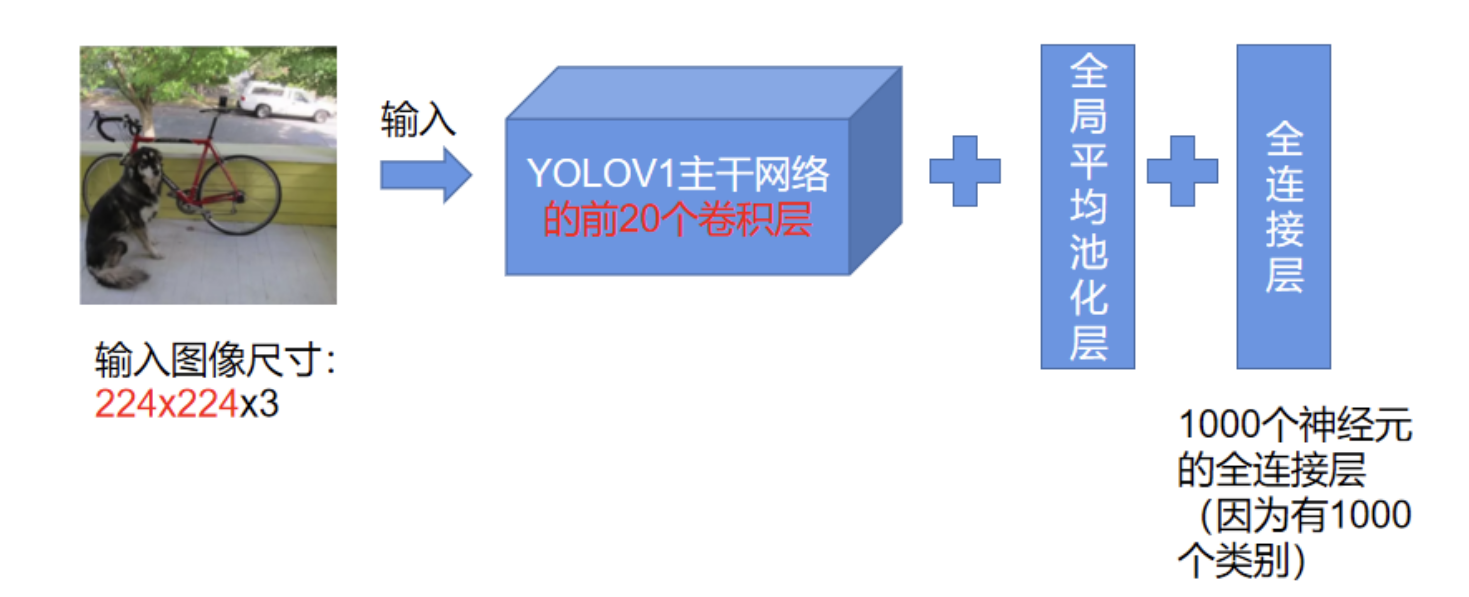 输入
YOLOV1主干网络
的前20个卷积层
全局平均池化层
全连接层
输入图像尺寸：
224x224x3
1000个神经元
的全连接层
（因为有1000
个类别）